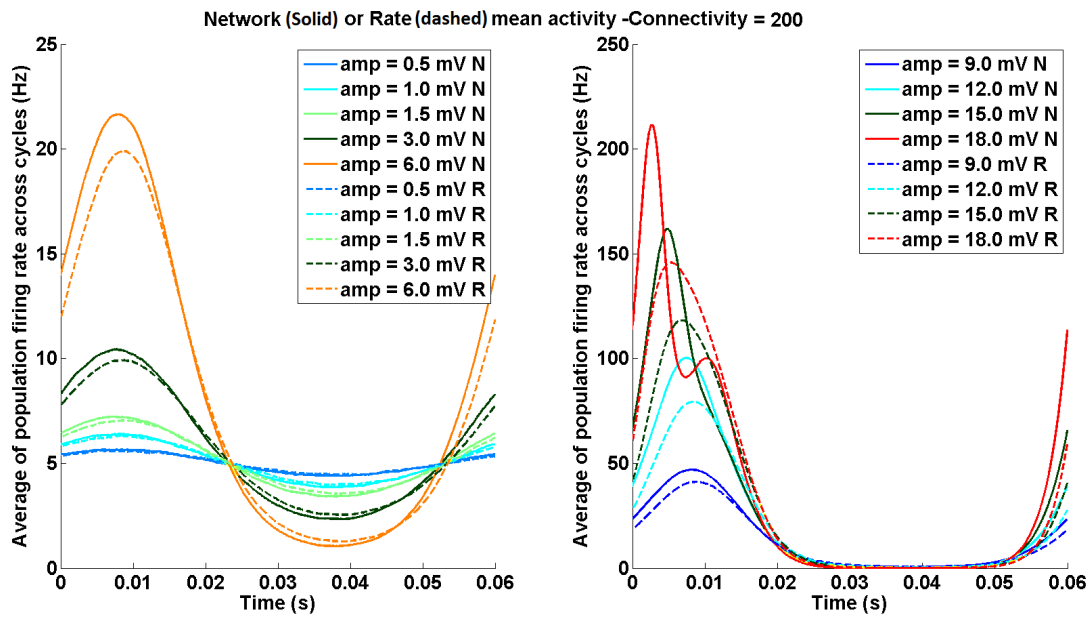 Network (Solid) or Rate (dashed) mean activity -Connectivity = 200
Average of population firing rate across cycles (Hz)
25
20
15
10
5
0
amp = 0.5 mV N
amp = 1.0 mV N
amp = 1.5 mV N
amp = 3.0 mV N
amp = 6.0 mV N
amp = 0.5 mV R
amp = 1.0 mV R
amp = 1.5 mV R
amp = 3.0 mV R
amp = 6.0 mV R
0 0.01 0.02 0.03 0.04 0.05 0.06
Time (s)
Average of population firing rate across cycles (Hz)
250
200
150
100
50
0
amp = 9.0 mV N
amp = 12.0 mV N
amp = 15.0 mV N
amp = 18.0 mV N
amp = 9.0 mV R
amp = 12.0 mV R
amp = 15.0 mV R
amp = 18.0 mV R
0 0.01 0.02 0.03 0.04 0.05 0.06
Time (s)